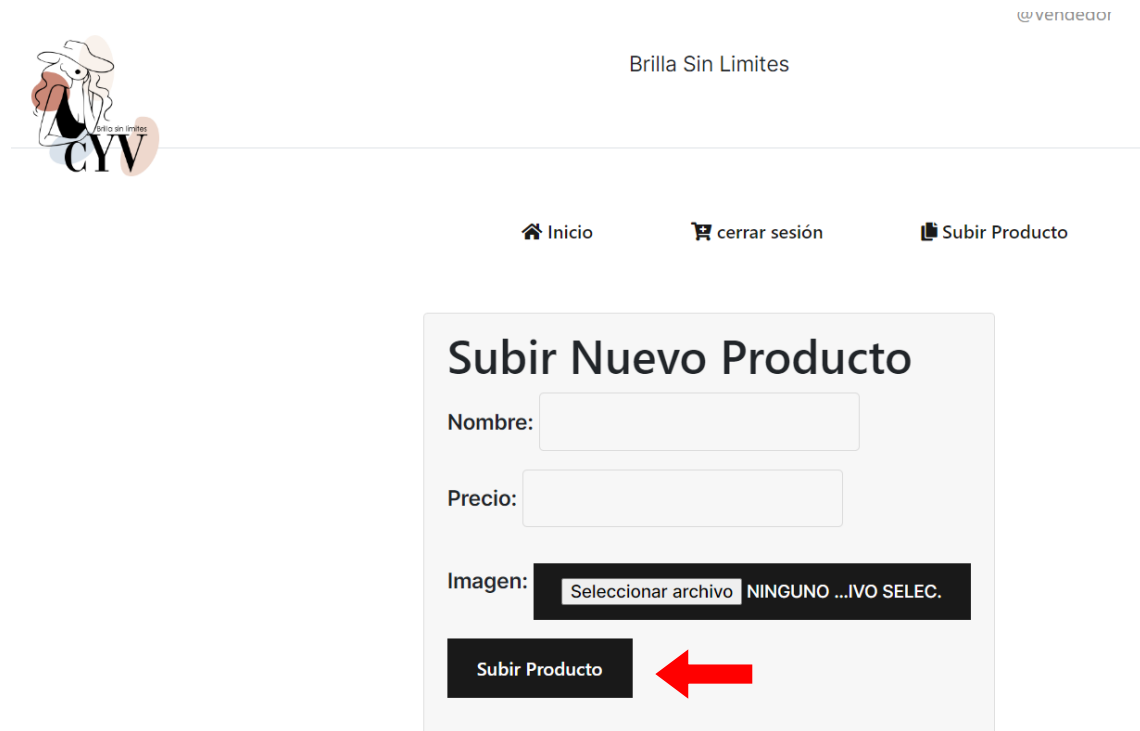 @Vendedor
Brilla Sin Limites
Brilla sin limites
CYV
Inicio cerrar sesión Subir Producto
Subir Nuevo Producto
Nombre:
Precio:
Imagen: Seleccionar archivo NINGUNO ...IVO SELEC.
Subir Producto